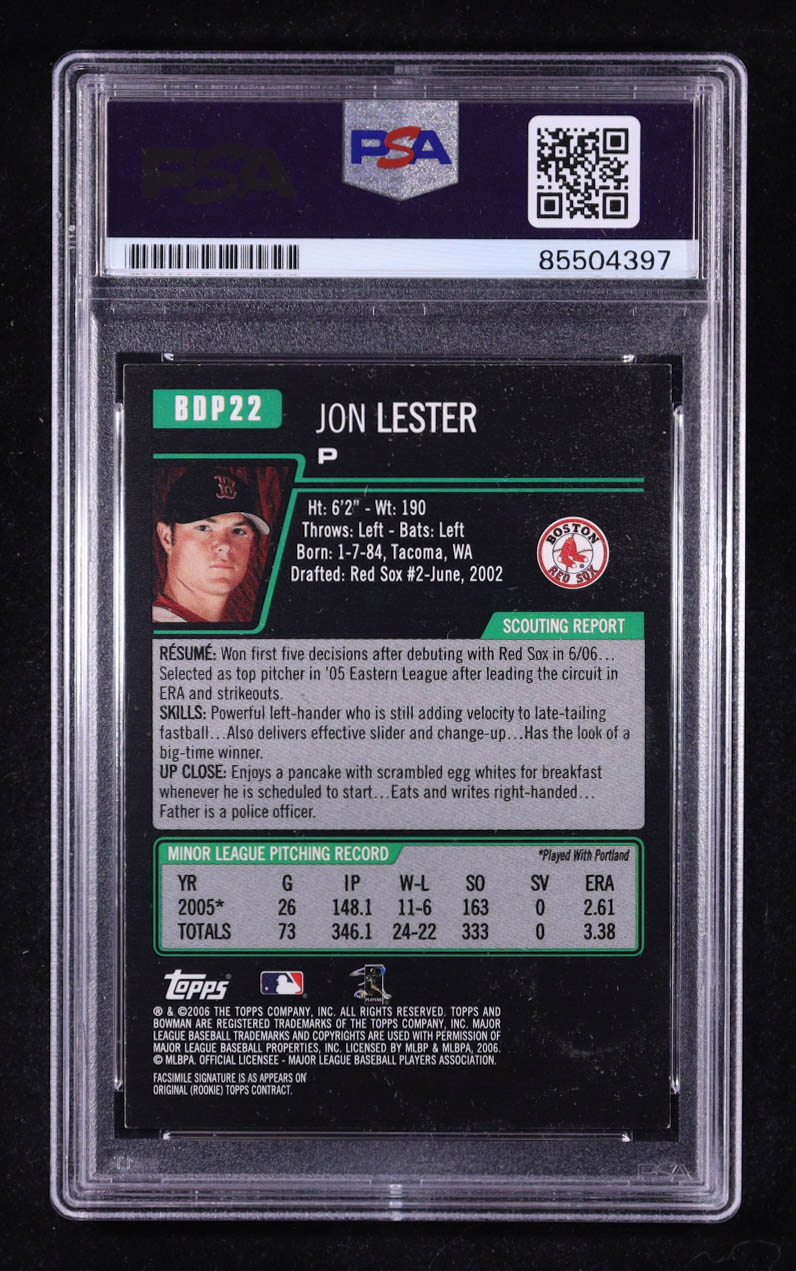 PSA
PSA
85504397
BDP22
JON LESTER
P
B
Ht: 6'2" - Wt: 190
Throws: Left - Bats: Left
Born: 1-7-84, Tacoma, WA
Drafted: Red Sox #2-June, 2002
BOSTON
RED SOX
SCOUTING REPORT
RÉSUMÉ: Won first five decisions after debuting with Red Sox in 6/06...
Selected as top pitcher in '05 Eastern League after leading the circuit in
ERA and strikeouts.
SKILLS: Powerful left-hander who is still adding velocity to late-tailing
fastball...Also delivers effective slider and change-up...Has the look of a
big-time winner.
UP CLOSE: Enjoys a pancake with scrambled egg whites for breakfast
whenever he is scheduled to start...Eats and writes right-handed...
Father is a police officer.
MINOR LEAGUE PITCHING RECORD *Played With Portland
YR G IP W-L SO SV ERA
2005* 26 148.1 11-6 163 0 2.61
TOTALS 73 346.1 24-22 333 0 3.38
Topps PLAYERS
® & ©2006 THE TOPPS COMPANY, INC. ALL RIGHTS RESERVED. TOPPS AND
BOWMAN ARE REGISTERED TRADEMARKS OF THE TOPPS COMPANY, INC. MAJOR
LEAGUE BASEBALL TRADEMARKS AND COPYRIGHTS ARE USED WITH PERMISSION OF
MAJOR LEAGUE BASEBALL PROPERTIES, INC. LICENSED BY MLBP & MLBPA, 2006.
© MLBPA. OFFICIAL LICENSEE - MAJOR LEAGUE BASEBALL PLAYERS ASSOCIATION.
FACSIMILE SIGNATURE IS AS APPEARS ON
ORIGINAL (ROOKIE) TOPPS CONTRACT.
PSA